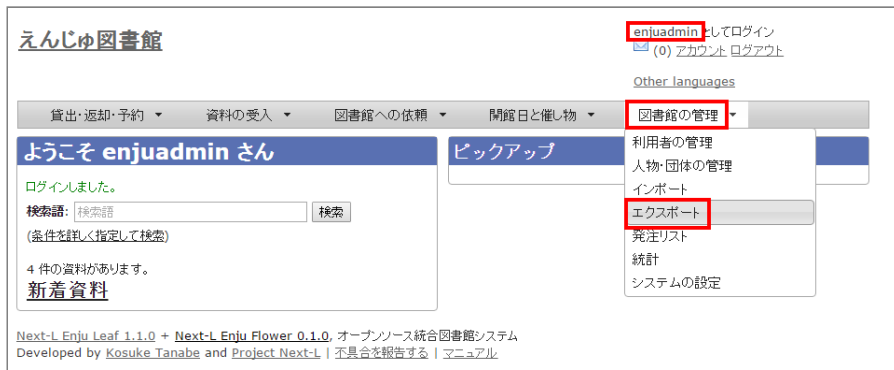 えんじゅ図書館
enjuadmin としてログイン
(0) アカウント ログアウト
Other languages
貸出・返却・予約 ▼ 資料の受入 ▼ 図書館への依頼 ▼ 開館日と催し物 ▼ 図書館の管理 ▼
ようこそ enjuadmin さん
ピックアップ
利用者の管理
人物・団体の管理
インポート
エクスポート
発注リスト
統計
システムの設定
ログインしました。
検索語: 検索語 検索
(条件を詳しく指定して検索)
4 件の資料があります。
新着資料
Next-L Enju Leaf 1.1.0 + Next-L Enju Flower 0.1.0, オープンソース統合図書館システム
Developed by Kosuke Tanabe and Project Next-L | 不具合を報告する | マニュアル